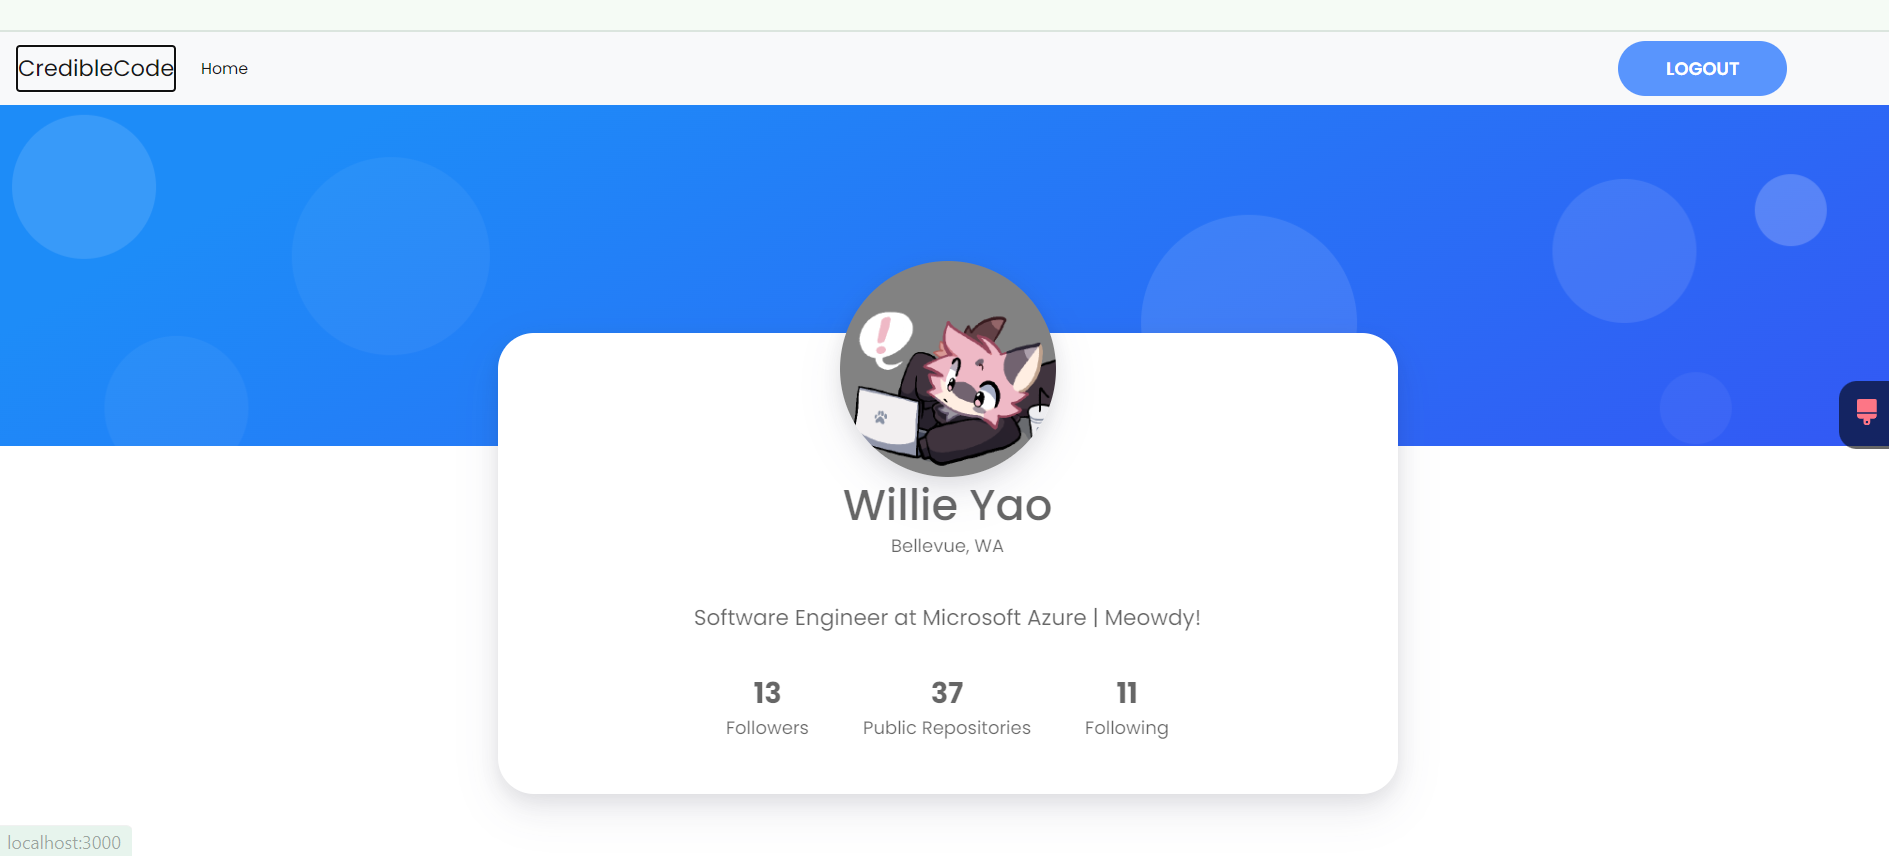 CredibleCode
Home
LOGOUT
!
Willie Yao
Bellevue, WA
Software Engineer at Microsoft Azure | Meowdy!
13
Followers
37
Public Repositories
11
Following
localhost:3000